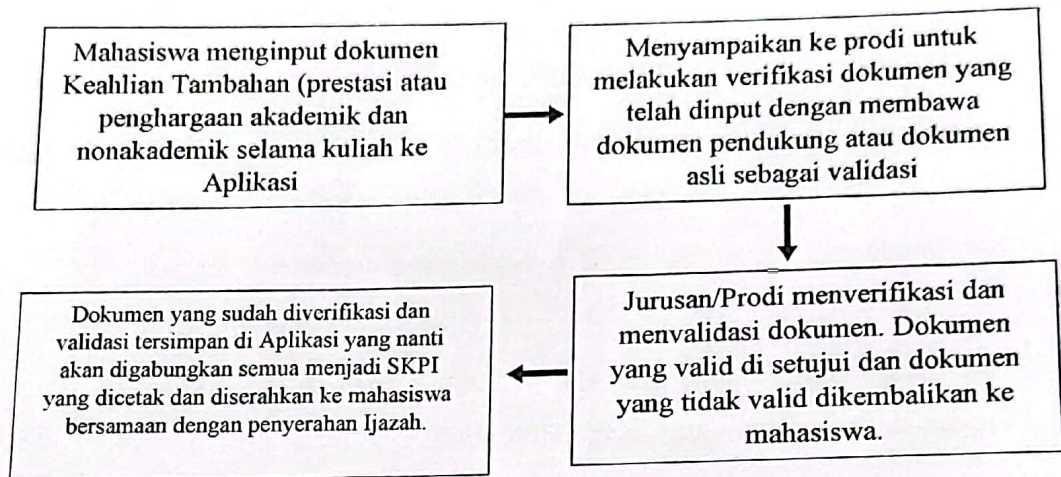 Mahasiswa menginput dokumen
Keahlian Tambahan (prestasi atau
penghargaan akademik dan
nonakademik selama kuliah ke
Aplikasi
Menyampaikan ke prodi untuk
melakukan verifikasi dokumen yang
telah dinput dengan membawa
dokumen pendukung atau dokumen
asli sebagai validasi
Jurusan/Prodi menverifikasi dan
menvalidasi dokumen. Dokumen
yang valid di setujui dan dokumen
yang tidak valid dikembalikan ke
mahasiswa.
Dokumen yang sudah diverifikasi dan
validasi tersimpan di Aplikasi yang nanti
akan digabungkan semua menjadi SKPI
yang dicetak dan diserahkan ke mahasiswa
bersamaan dengan penyerahan Ijazah.